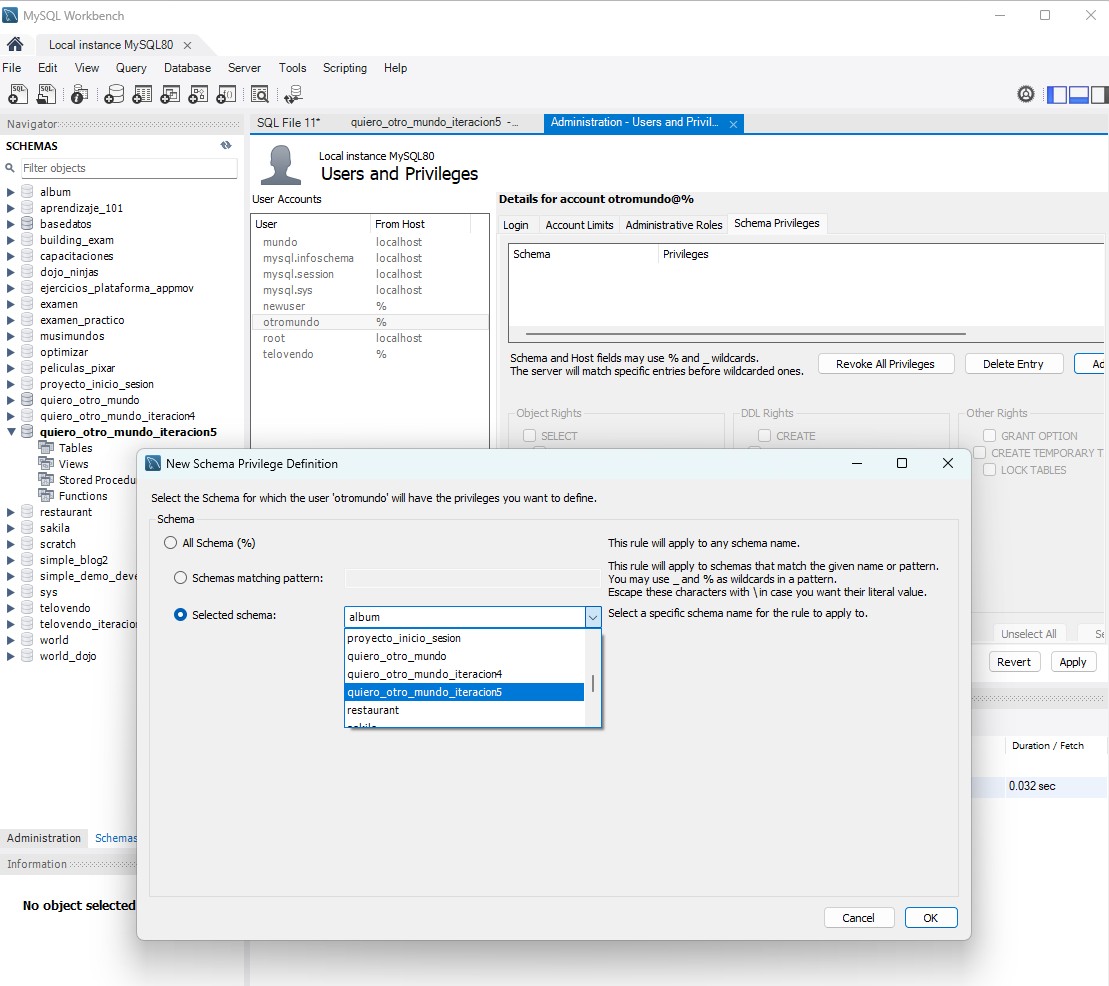 MySQL Workbench
Local instance MySQL80
File Edit View Query Database Server Tools Scripting Help
Navigator
SCHEMAS
Filter objects
album
aprendizaje_101
basedatos
building_exam
capacitaciones
dojo_ninjas
ejercicios_plataforma_appmov
examen
examen_practico
musimundos
optimizar
peliculas_pixar
proyecto_inicio_sesion
quiero_otro_mundo
quiero_otro_mundo_iteracion4
quiero_otro_mundo_iteracion5
Tables
Views
Stored Procedu
Functions
restaurant
sakila
scratch
simple_blog2
simple_demo_deve
sys
telovendo
telovendo_iteracion
world
world_dojo
Administration Schemas
Information
No object selected
SQL File 11* quiero_otro_mundo_iteracion5 -... Administration - Users and Privil...
Local instance MySQL80
Users and Privileges
User Accounts
User From Host
mundo localhost
mysql.infoschema localhost
mysql.session localhost
mysql.sys localhost
newuser %
otromundo %
root localhost
telovendo %
Details for account otromundo@%
Login Account Limits Administrative Roles Schema Privileges
Schema Privileges
Schema and Host fields may use % and _ wildcards.
The server will match specific entries before wildcarded ones.
Revoke All Privileges Delete Entry Ad
Object Rights DDL Rights Other Rights
SELECT CREATE GRANT OPTION
CREATE TEMPORARY T
LOCK TABLES
Unselect All Se
Revert Apply
Duration / Fetch
0.032 sec
New Schema Privilege Definition
Select the Schema for which the user 'otromundo' will have the privileges you want to define.
Schema
All Schema (%) This rule will apply to any schema name.
Schemas matching pattern: This rule will apply to schemas that match the given name or pattern.
You may use _ and % as wildcards in a pattern.
Escape these characters with \ in case you want their literal value.
Selected schema: album Select a specific schema name for the rule to apply to.
proyecto_inicio_sesion
quiero_otro_mundo
quiero_otro_mundo_iteracion4
quiero_otro_mundo_iteracion5
restaurant
sakila
Cancel OK